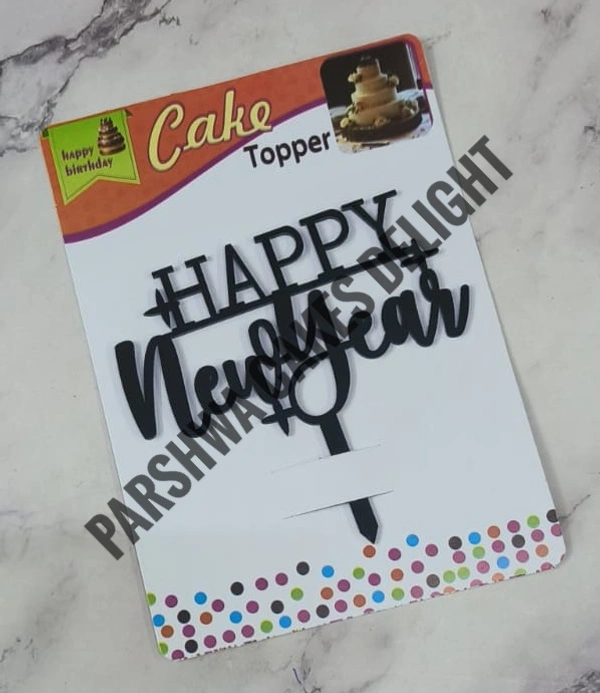 happy
birthday
Cake
Topper
HAPPY
New Year
PARSHWA CAKES DELIGHT